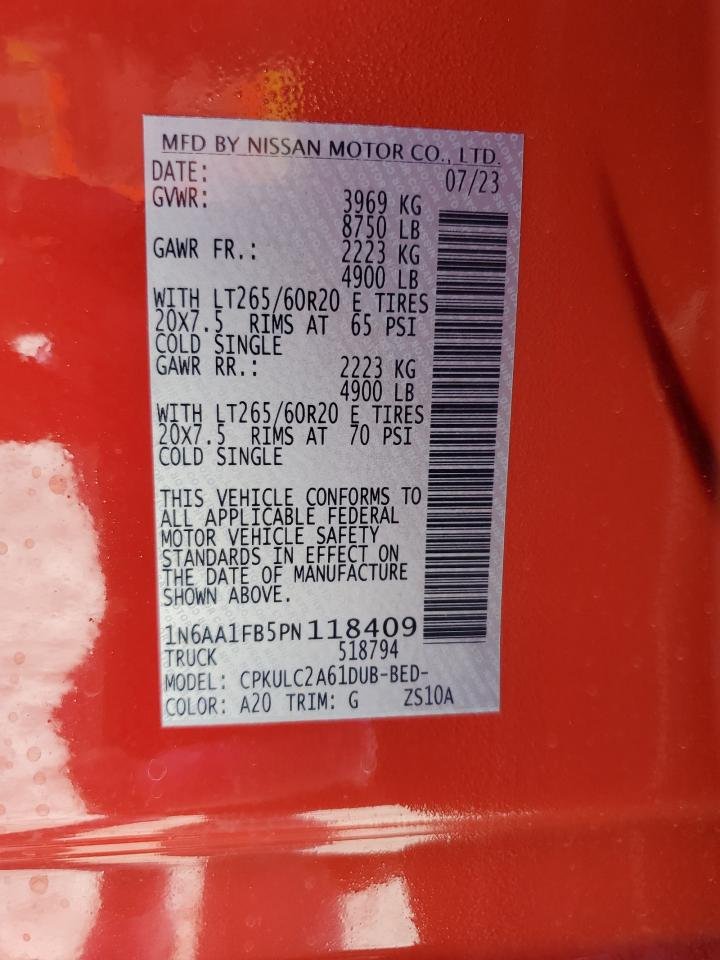 MFD BY NISSAN MOTOR CO., LTD.
DATE: 07/23
GVWR: 3969 KG
8750 LB
GAWR FR.: 2223 KG
4900 LB
WITH LT265/60R20 E TIRES
20X7.5 RIMS AT 65 PSI
COLD SINGLE
GAWR RR.: 2223 KG
4900 LB
WITH LT265/60R20 E TIRES
20X7.5 RIMS AT 70 PSI
COLD SINGLE
THIS VEHICLE CONFORMS TO
ALL APPLICABLE FEDERAL
MOTOR VEHICLE SAFETY
STANDARDS IN EFFECT ON
THE DATE OF MANUFACTURE
SHOWN ABOVE.
1N6AA1FB5PN118409
TRUCK 518794
MODEL: CPKULC2A61DUB-BED-
COLOR: A20 TRIM: G ZS10A